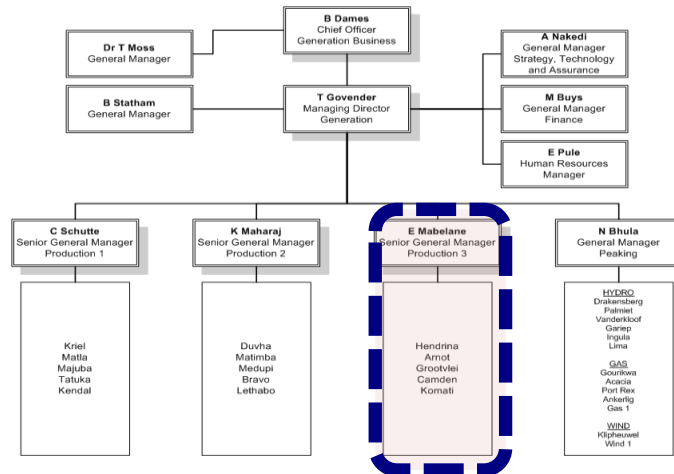 B Dames
Chief Officer
Generation Business
Dr T Moss
General Manager
A Nakedi
General Manager
Strategy, Technology
and Assurance
B Statham
General Manager
T Govender
Managing Director
Generation
M Buys
General Manager
Finance
E Pule
Human Resources
Manager
C Schutte
Senior General Manager
Production 1
K Maharaj
Senior General Manager
Production 2
E Mabelane
Senior General Manager
Production 3
N Bhula
General Manager
Peaking
Kriel
Matla
Majuba
Tatuka
Kendal
Duvha
Matimba
Medupi
Bravo
Lethabo
Hendrina
Arnot
Grootvlei
Camden
Komati
HYDRO
Drakensberg
Palmiet
Vanderkloof
Gariep
Ingula
Lima
GAS
Gourikwa
Acacia
Port Rex
Ankerlig
Gas 1
WIND
Klipheuwel
Wind 1